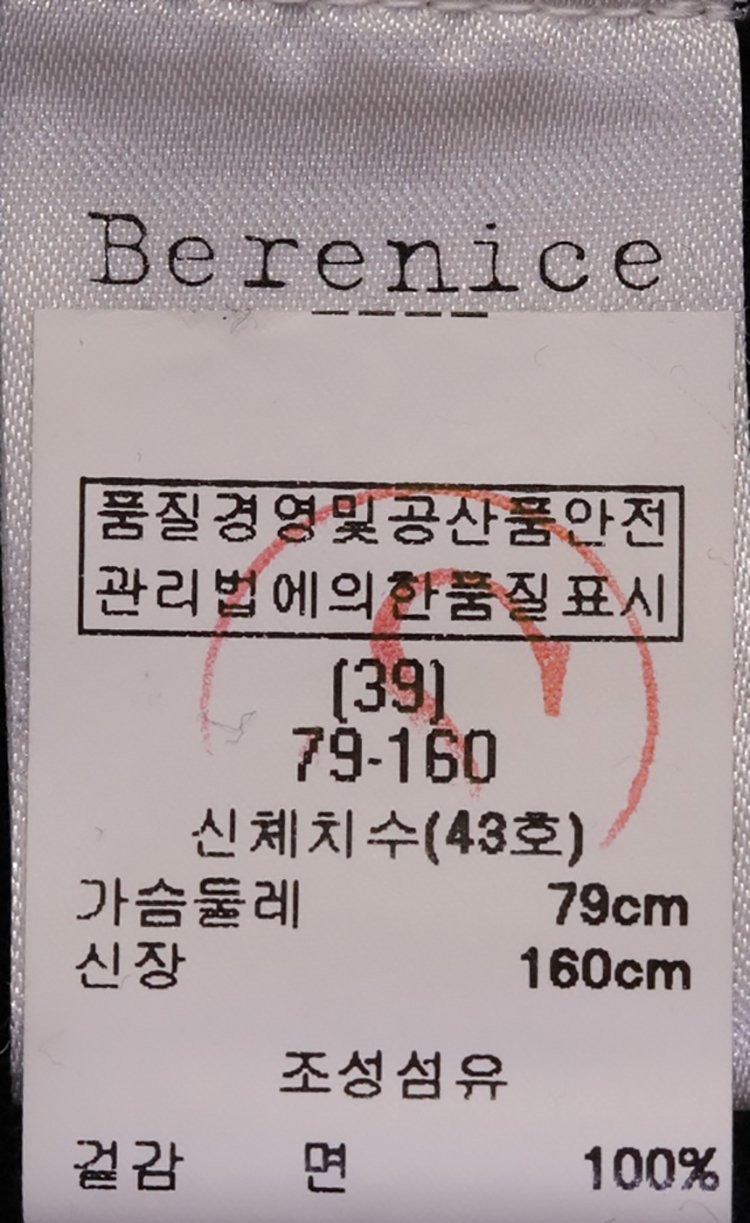 Berenice
품질경영및공산품안전
관리법에의한품질표시
(39)
79-160
신체치수(43호)
가슴둘레 79cm
신장 160cm
조성섬유
겉감 면 100%